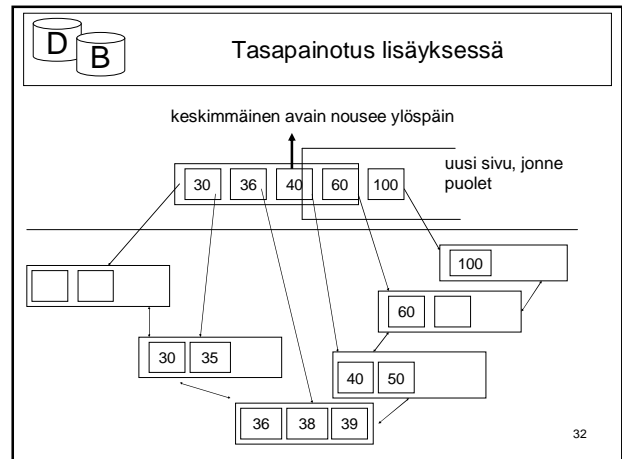 D B
Tasapainotus lisäyksessä
keskimmäinen avain nousee ylöspäin
uusi sivu, jonne
puolet
30 36 40 60 100
100
60
30 35
40 50
36 38 39
32